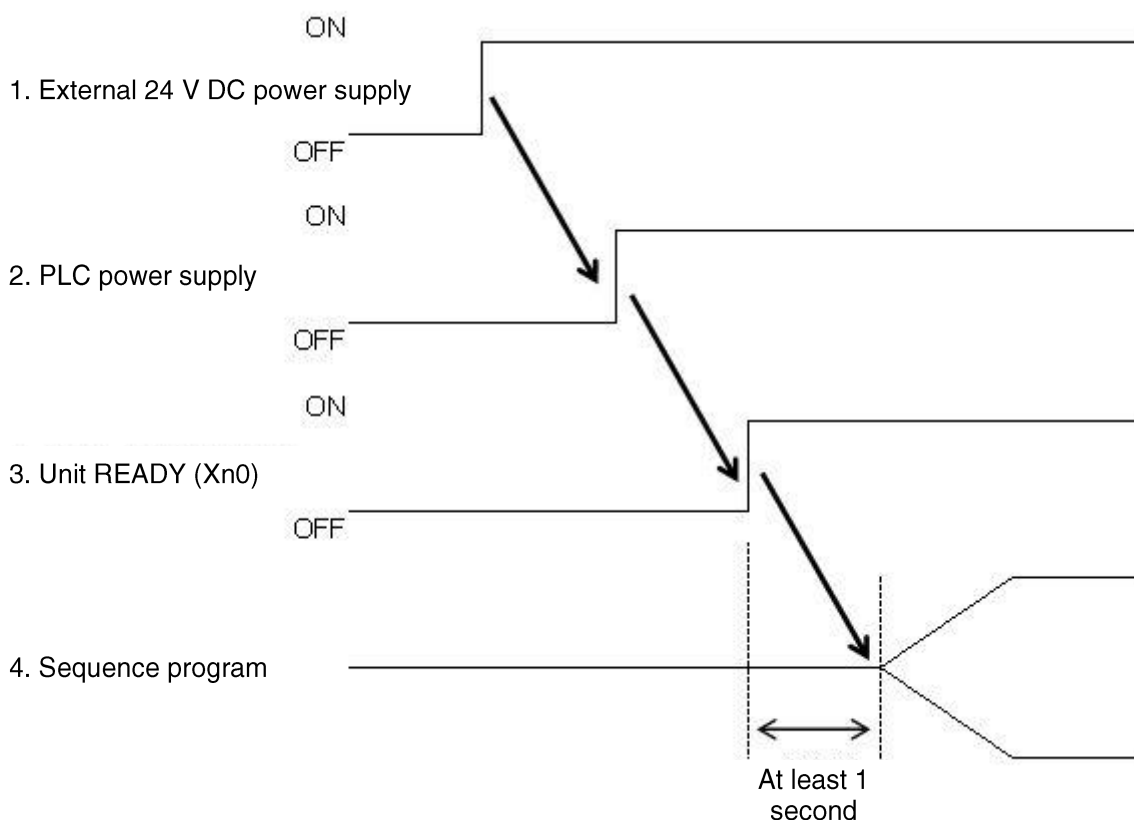 ON
1. External 24 V DC power supply
OFF
ON
2. PLC power supply
OFF
ON
3. Unit READY (Xn0)
OFF
4. Sequence program
At least 1
second